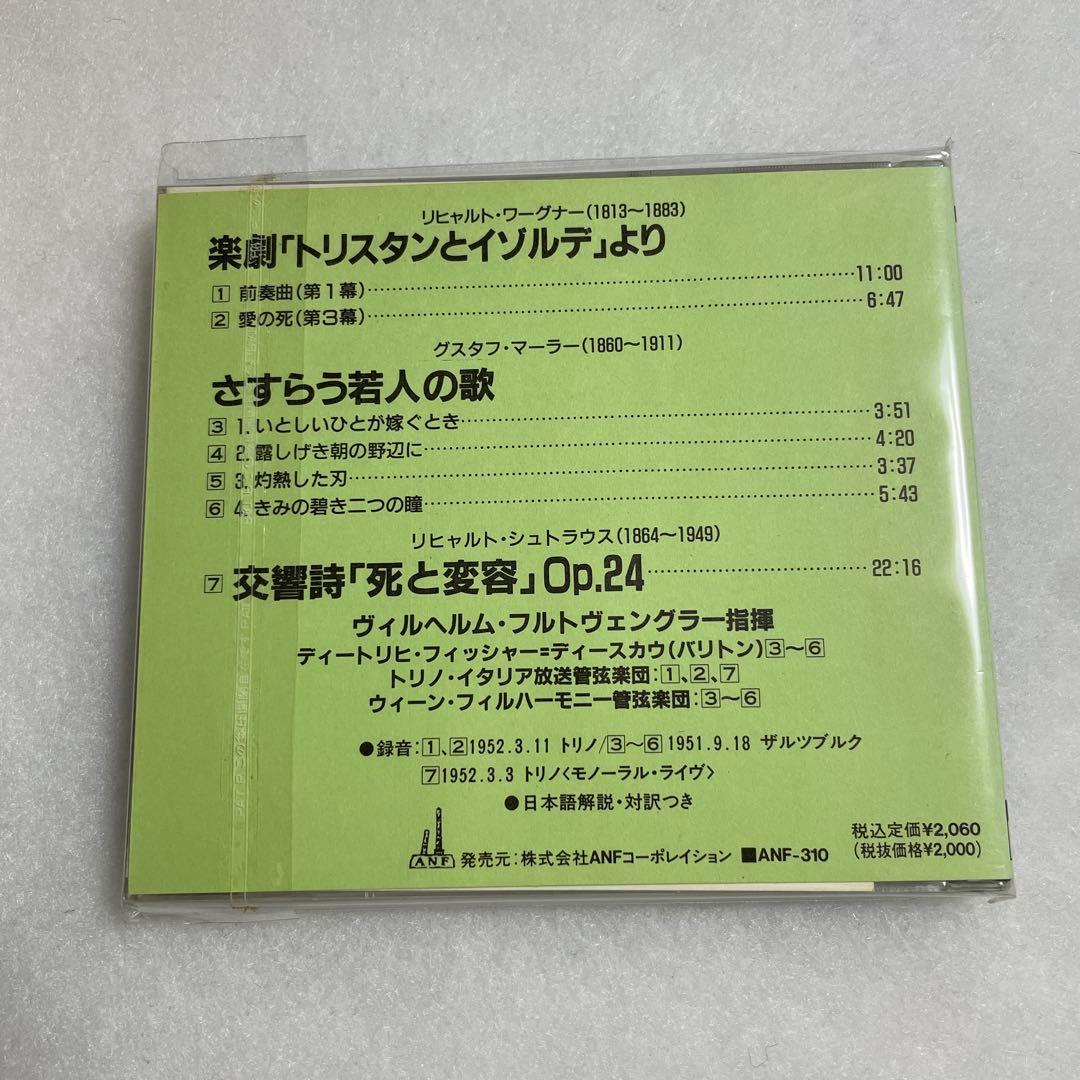 リヒャルト・ワーグナー(1813〜1883)
楽劇「トリスタンとイゾルデ」より
1 前奏曲(第1幕)……………………………………………11:00
2 愛の死(第3幕)……………………………………………6:47
グスタフ・マーラー(1860〜1911)
さすらう若人の歌
3 1. いとしいひとが嫁ぐとき……………………………………3:51
4 2. 露しげき朝の野辺に……………………………………4:20
5 3. 灼熱した刃……………………………………………3:37
6 4. きみの碧き二つの瞳……………………………………5:43
リヒャルト・シュトラウス(1864〜1949)
7 交響詩「死と変容」Op.24……………………22:16
ヴィルヘルム・フルトヴェングラー指揮
ディートリヒ・フィッシャー=ディースカウ(バリトン)3〜6
トリノ・イタリア放送管弦楽団:1、2、7
ウィーン・フィルハーモニー管弦楽団:3〜6
●録音:1、2 1952.3.11 トリノ/3〜6 1951.9.18 ザルツブルク
7 1952.3.3 トリノ〈モノーラル・ライヴ〉
●日本語解説・対訳つき
ANF 発売元:株式会社ANFコーポレイション ■ANF-310
税込定価¥2,060
(税抜価格¥2,000)